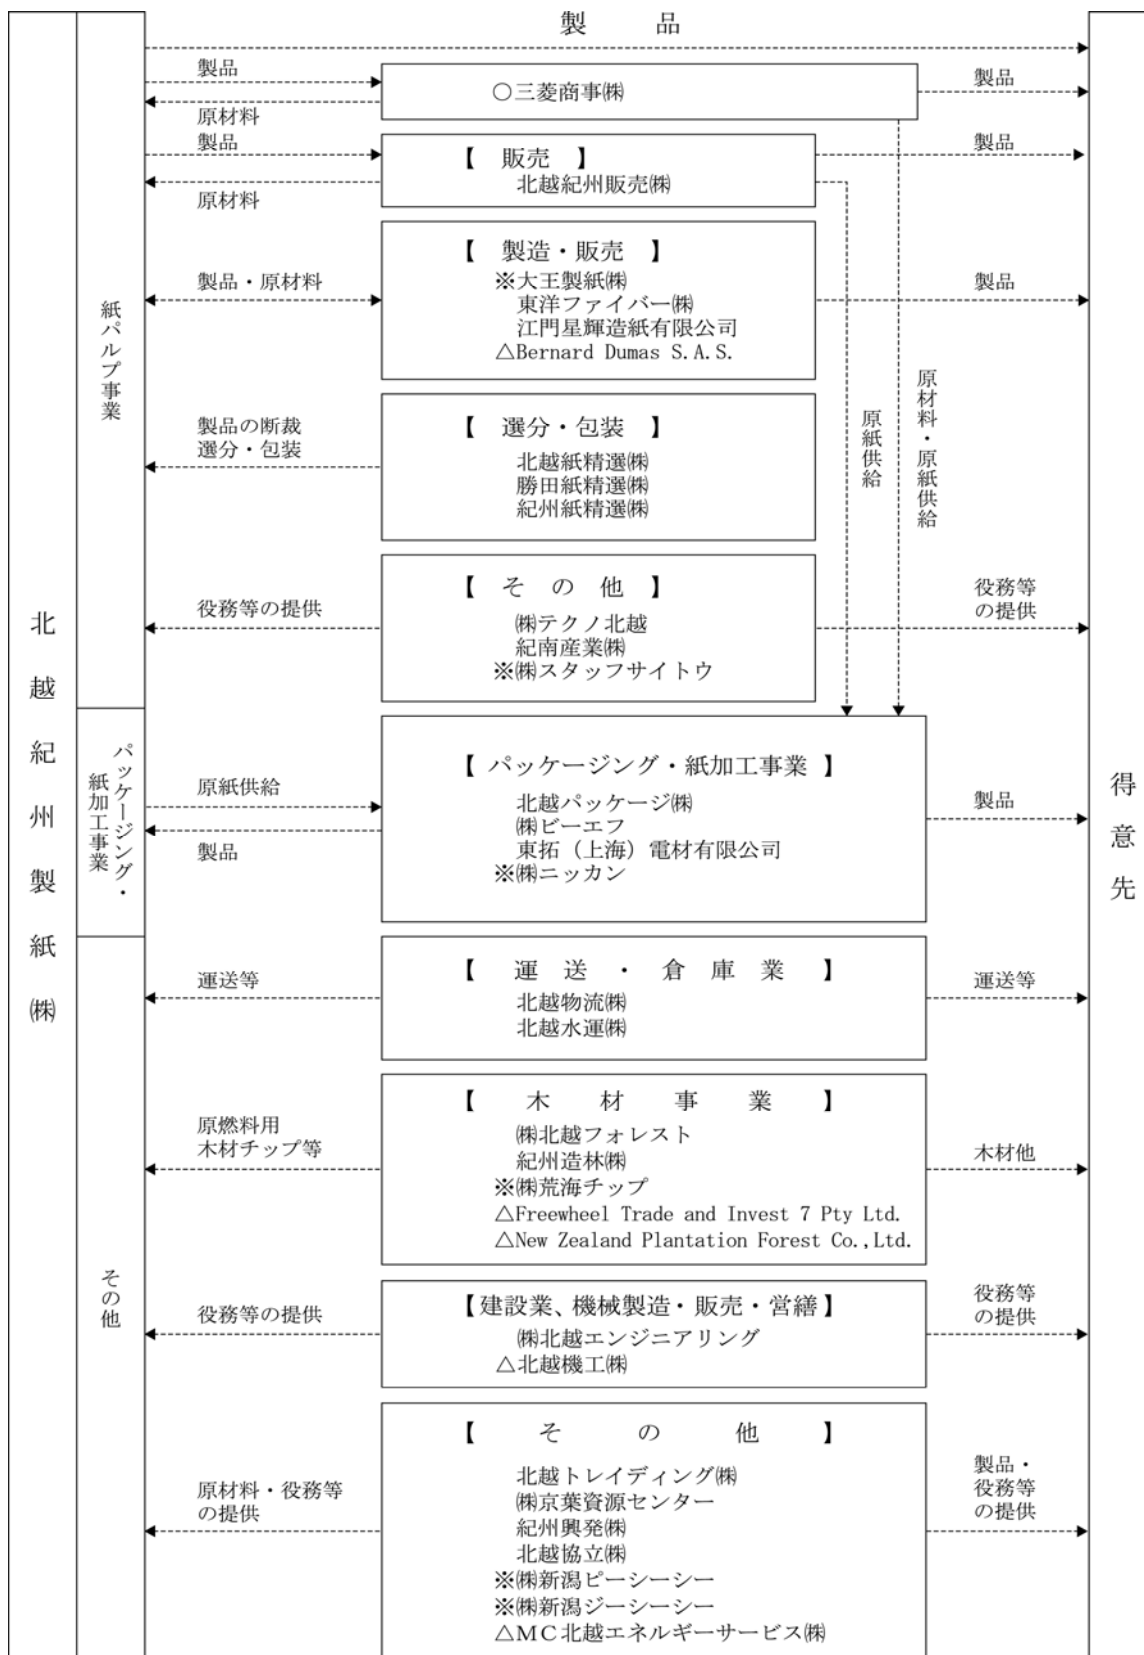 北越紀州製紙㈱
紙パルプ事業
パッケージング・
紙加工事業
その他
製品
製品
原材料
○三菱商事㈱
製品
製品
原材料
【 販売 】
北越紀州販売㈱
製品
製品・原材料
【 製造・販売 】
※大王製紙㈱
東洋ファイバー㈱
江門星輝造紙有限公司
△Bernard Dumas S.A.S.
製品
製品の断裁
選分・包装
【 選分・包装 】
北越紙精選㈱
勝田紙精選㈱
紀州紙精選㈱
原紙供給
原材料・原紙供給
役務等の提供
【 その他 】
㈱テクノ北越
紀南産業㈱
※㈱スタッフサイトウ
役務等
の提供
原紙供給
製品
【 パッケージング・紙加工事業 】
北越パッケージ㈱
㈱ビーエフ
東拓（上海）電材有限公司
※㈱ニッカン
製品
運送等
【 運送・倉庫業 】
北越物流㈱
北越水運㈱
運送等
原燃料用
木材チップ等
【 木材事業 】
㈱北越フォレスト
紀州造林㈱
※㈱荒海チップ
△Freewheel Trade and Invest 7 Pty Ltd.
△New Zealand Plantation Forest Co.,Ltd.
木材他
役務等の提供
【建設業、機械製造・販売・営繕】
㈱北越エンジニアリング
△北越機工㈱
役務等
の提供
原材料・役務等
の提供
【 その他 】
北越トレイディング㈱
㈱京葉資源センター
紀州興発㈱
北越協立㈱
※㈱新潟ピーシーシー
※㈱新潟ジーシーシー
△ＭＣ北越エネルギーサービス㈱
製品・
役務等
の提供
得意先